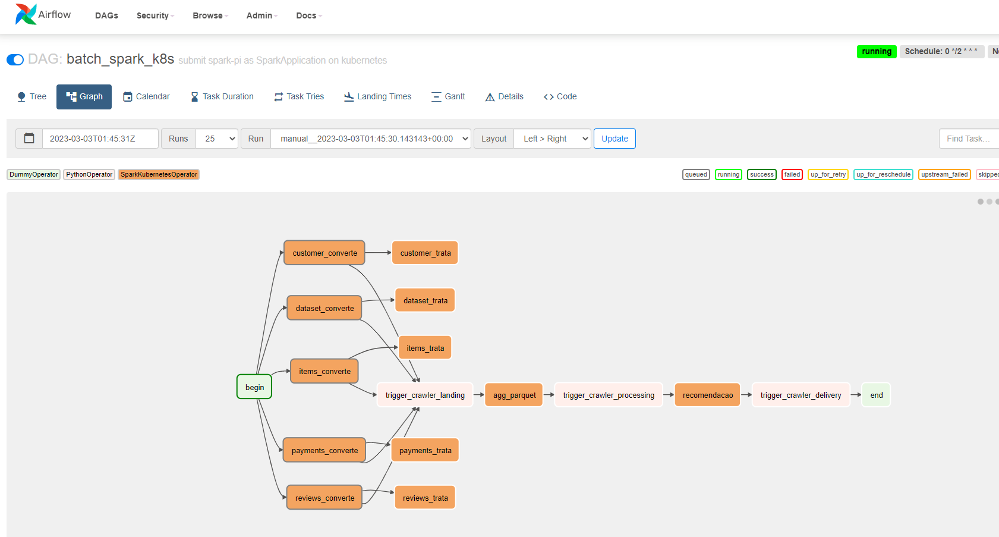 Airflow DAGs Security Browse Admin Docs
DAG: batch_spark_k8s submit spark-pi as SparkApplication on kubernetes
running Schedule: 0 */2 * * *
Tree Graph Calendar Task Duration Task Tries Landing Times Gantt Details Code
2023-03-03T01:45:31Z Runs 25 Run manual__2023-03-03T01:45:30.143143+00:00 Layout Left > Right Update Find Task...
DummyOperator PythonOperator SparkKubernetesOperator queued running success failed up_for_retry up_for_reschedule upstream_failed skipped
customer_converte customer_trata
dataset_trata
dataset_converte
items_trata
items_converte
begin
trigger_crawler_landing agg_parquet trigger_crawler_processing recomendacao trigger_crawler_delivery end
payments_converte payments_trata
reviews_converte reviews_trata